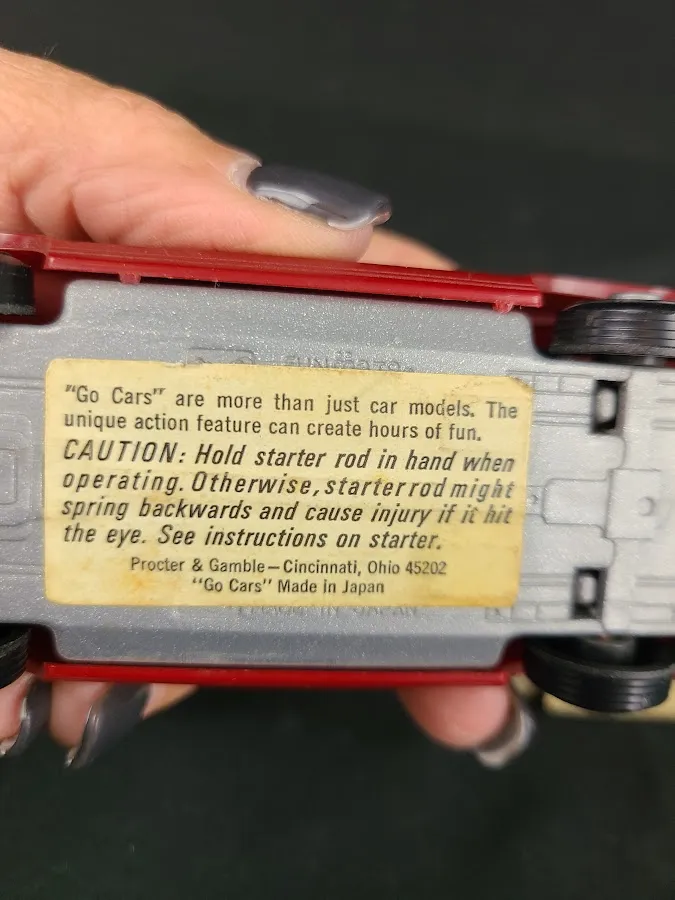 "Go Cars" are more than just car models. The
unique action feature can create hours of fun.
CAUTION: Hold starter rod in hand when
operating. Otherwise, starter rod might
spring backwards and cause injury if it hit
the eye. See instructions on starter.
Procter & Gamble—Cincinnati, Ohio 45202
"Go Cars" Made in Japan